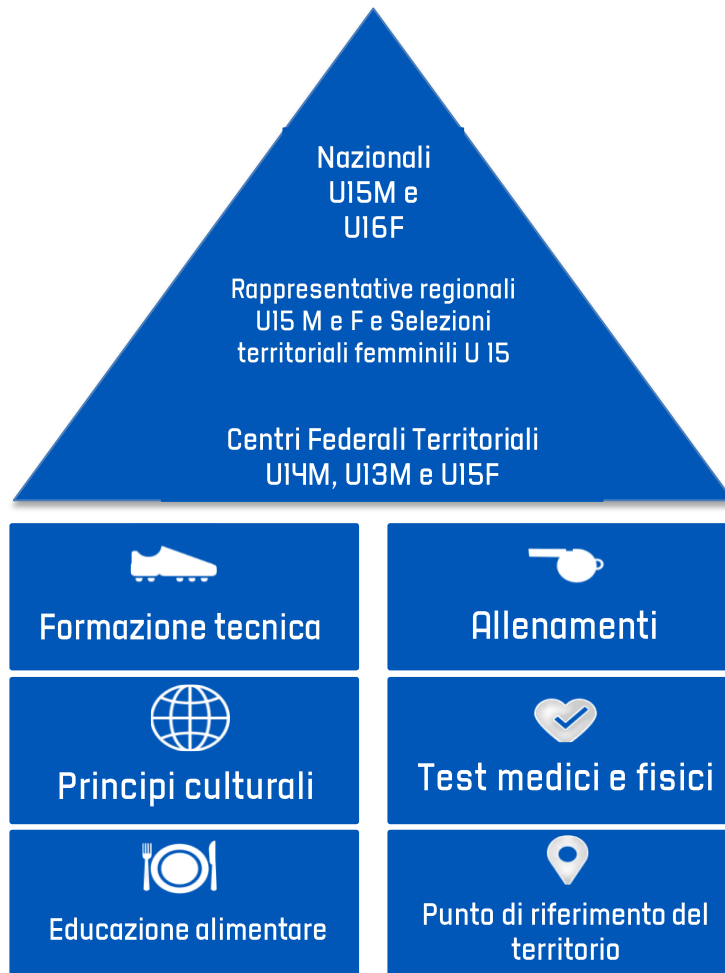 Nazionali
U15M e
U16F
Rappresentative regionali
U15 M e F e Selezioni
territoriali femminili U 15
Centri Federali Territoriali
U14M, U13M e U15F
Formazione tecnica
Allenamenti
Principi culturali
Test medici e fisici
Educazione alimentare
Punto di riferimento del
territorio